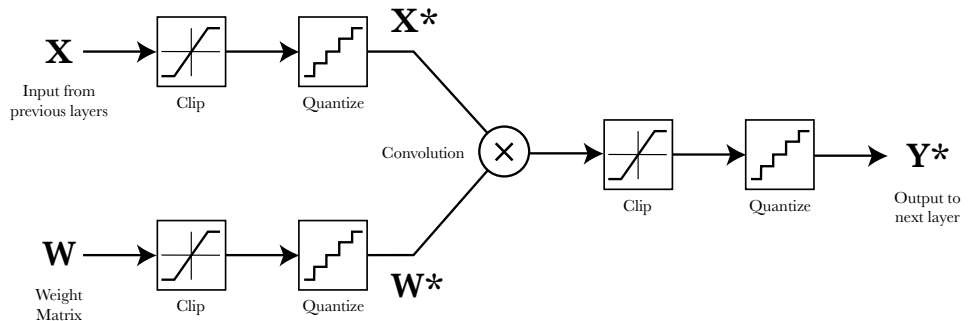 X*
X
Input from
previous layers
Clip
Quantize
Convolution
×
Clip
Quantize
Y*
Output to
next layer
W
Weight
Matrix
Clip
Quantize
W*